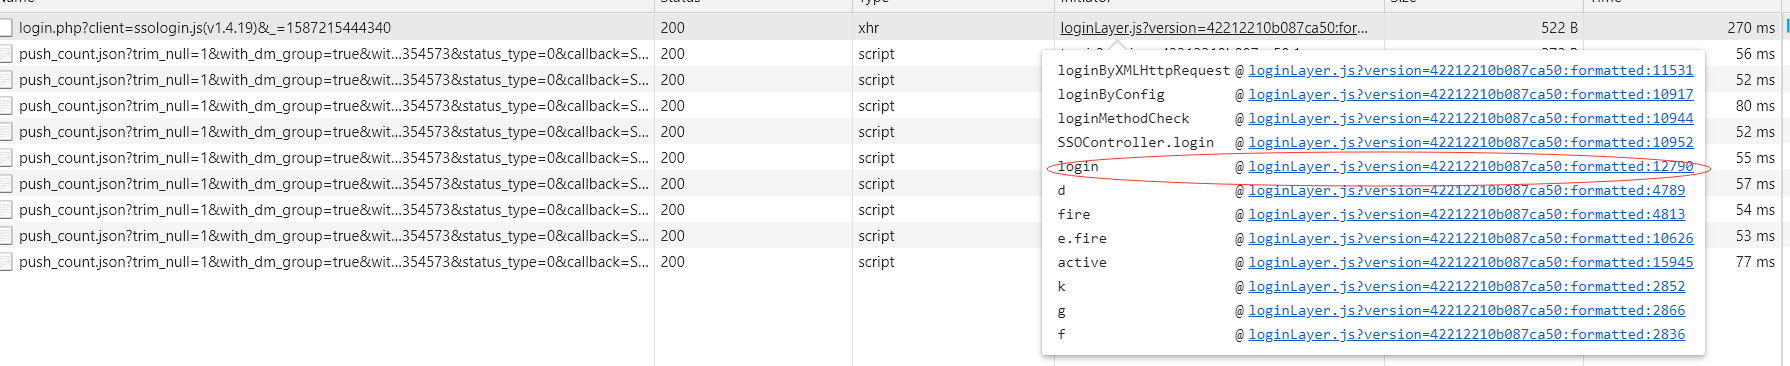 Name Status Type Initiator Size Time
login.php?client=ssologin.js(v1.4.19)&_=1587215444340 200 xhr loginLayer.js?version=42212210b087ca50:for... 522 B 270 ms
push_count.json?trim_null=1&with_dm_group=true&wit...354573&status_type=0&callback=S... 200 script 56 ms
push_count.json?trim_null=1&with_dm_group=true&wit...354573&status_type=0&callback=S... 200 script 52 ms
push_count.json?trim_null=1&with_dm_group=true&wit...354573&status_type=0&callback=S... 200 script 80 ms
push_count.json?trim_null=1&with_dm_group=true&wit...354573&status_type=0&callback=S... 200 script 52 ms
push_count.json?trim_null=1&with_dm_group=true&wit...354573&status_type=0&callback=S... 200 script 55 ms
push_count.json?trim_null=1&with_dm_group=true&wit...354573&status_type=0&callback=S... 200 script 57 ms
push_count.json?trim_null=1&with_dm_group=true&wit...354573&status_type=0&callback=S... 200 script 54 ms
push_count.json?trim_null=1&with_dm_group=true&wit...354573&status_type=0&callback=S... 200 script 53 ms
push_count.json?trim_null=1&with_dm_group=true&wit...354573&status_type=0&callback=S... 200 script 77 ms
loginByXMLHttpRequest @ loginLayer.js?version=42212210b087ca50:formatted:11531
loginByConfig @ loginLayer.js?version=42212210b087ca50:formatted:10917
loginMethodCheck @ loginLayer.js?version=42212210b087ca50:formatted:10944
SSOController.login @ loginLayer.js?version=42212210b087ca50:formatted:10952
login @ loginLayer.js?version=42212210b087ca50:formatted:12790
d @ loginLayer.js?version=42212210b087ca50:formatted:4789
fire @ loginLayer.js?version=42212210b087ca50:formatted:4813
e.fire @ loginLayer.js?version=42212210b087ca50:formatted:10626
active @ loginLayer.js?version=42212210b087ca50:formatted:15945
k @ loginLayer.js?version=42212210b087ca50:formatted:2852
g @ loginLayer.js?version=42212210b087ca50:formatted:2866
f @ loginLayer.js?version=42212210b087ca50:formatted:2836